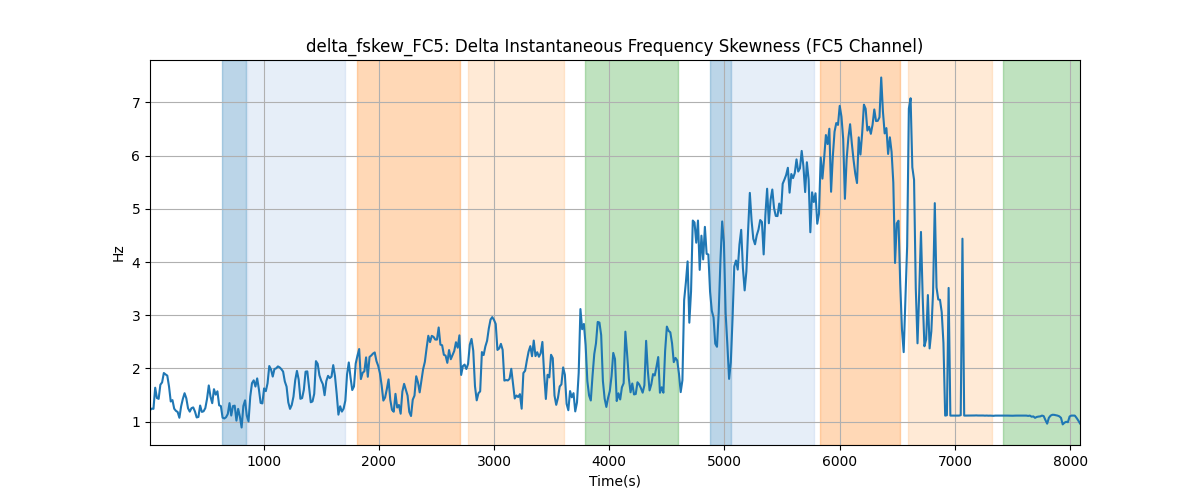 delta_fskew_FC5: Delta Instantaneous Frequency Skewness (FC5 Channel)
7
6
5
4
3
2
1
Hz
1000 2000 3000 4000 5000 6000 7000 8000
Time(s)